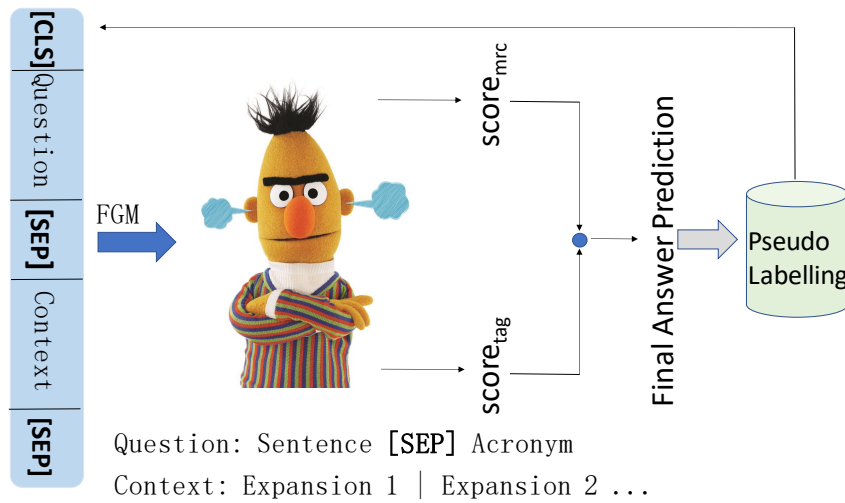 [CLS]
Question
[SEP]
Context
[SEP]
FGM
score_mrc
score_tag
Final Answer Prediction
Pseudo
Labelling
Question: Sentence [SEP] Acronym
Context: Expansion 1 | Expansion 2 ...